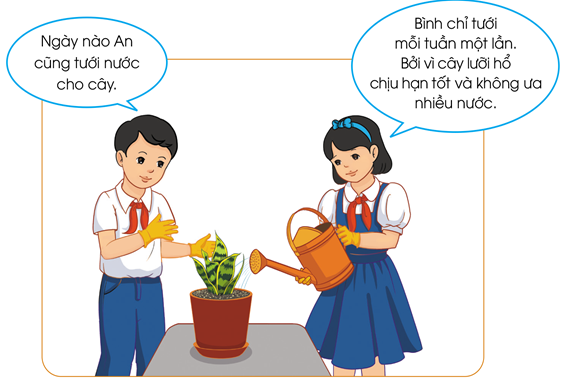 Ngày nào An
cũng tưới nước
cho cây.
Bình chỉ tưới
mỗi tuần một lần.
Bởi vì cây lưỡi hổ
chịu hạn tốt và không ưa
nhiều nước.